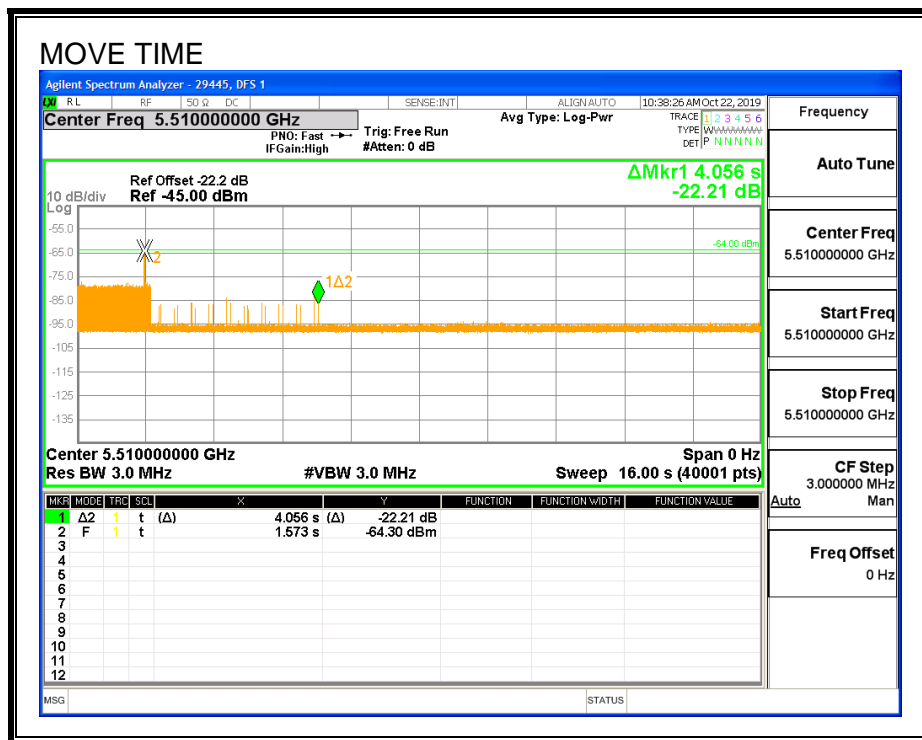 MOVE TIME
Agilent Spectrum Analyzer - 29445, DFS 1
LXI RL RF 50 Ω DC SENSE:INT ALIGN AUTO 10:38:26 AM Oct 22, 2019
Center Freq 5.510000000 GHz
PNO: Fast
IFGain:High
Trig: Free Run
#Atten: 0 dB
Avg Type: Log-Pwr
TRACE 1 2 3 4 5 6
TYPE WWWWWW
DET P N N N N N
ΔMkr1 4.056 s
-22.21 dB
Ref Offset -22.2 dB
10 dB/div Ref -45.00 dBm
Log
-55.0
-64.00 dBm
-65.0
2
-75.0
1Δ2
-85.0
-95.0
-105
-115
-125
-135
Center 5.510000000 GHz Span 0 Hz
Res BW 3.0 MHz #VBW 3.0 MHz Sweep 16.00 s (40001 pts)
MKR MODE TRC SCL X Y FUNCTION FUNCTION WIDTH FUNCTION VALUE
1 Δ2 1 t (Δ) 4.056 s (Δ) -22.21 dB
2 F 1 t 1.573 s -64.30 dBm
3
4
5
6
7
8
9
10
11
12
MSG STATUS
Frequency
Auto Tune
Center Freq
5.510000000 GHz
Start Freq
5.510000000 GHz
Stop Freq
5.510000000 GHz
CF Step
3.000000 MHz
Auto Man
Freq Offset
0 Hz